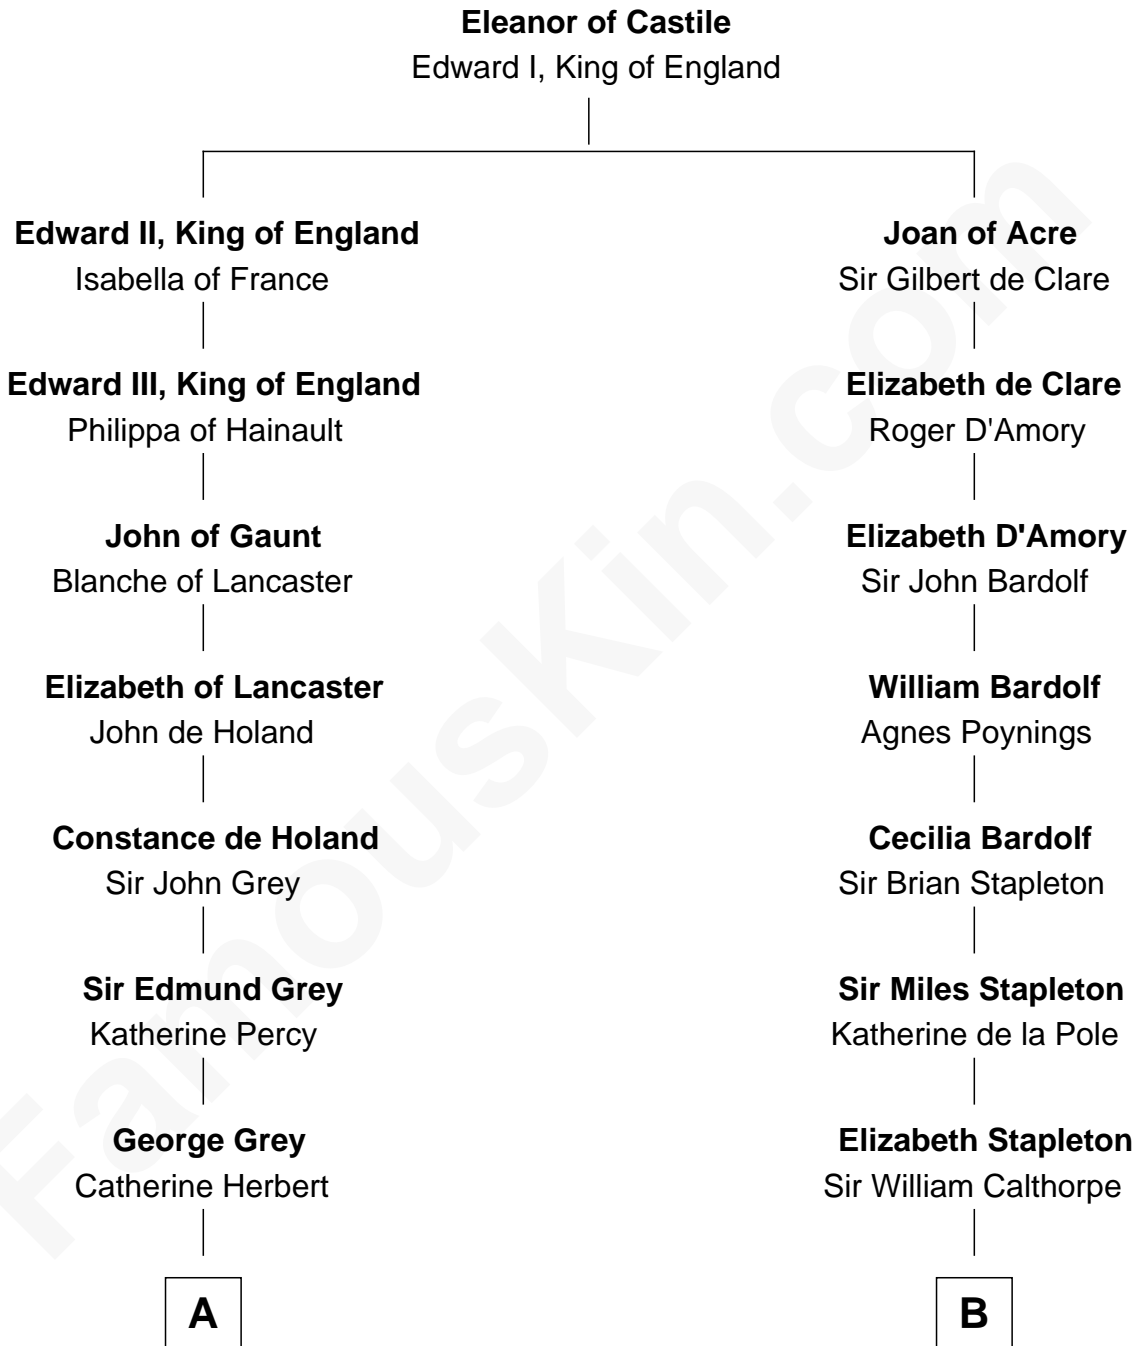 Eleanor of Castile
Edward I, King of England
Edward II, King of England
Isabella of France
Joan of Acre
Sir Gilbert de Clare
Edward III, King of England
Philippa of Hainault
Elizabeth de Clare
Roger D'Amory
John of Gaunt
Blanche of Lancaster
Elizabeth D'Amory
Sir John Bardolf
Elizabeth of Lancaster
John de Holand
William Bardolf
Agnes Poynings
Constance de Holand
Sir John Grey
Cecilia Bardolf
Sir Brian Stapleton
Sir Edmund Grey
Katherine Percy
Sir Miles Stapleton
Katherine de la Pole
George Grey
Catherine Herbert
Elizabeth Stapleton
Sir William Calthorpe
A
B
FamousKin.com